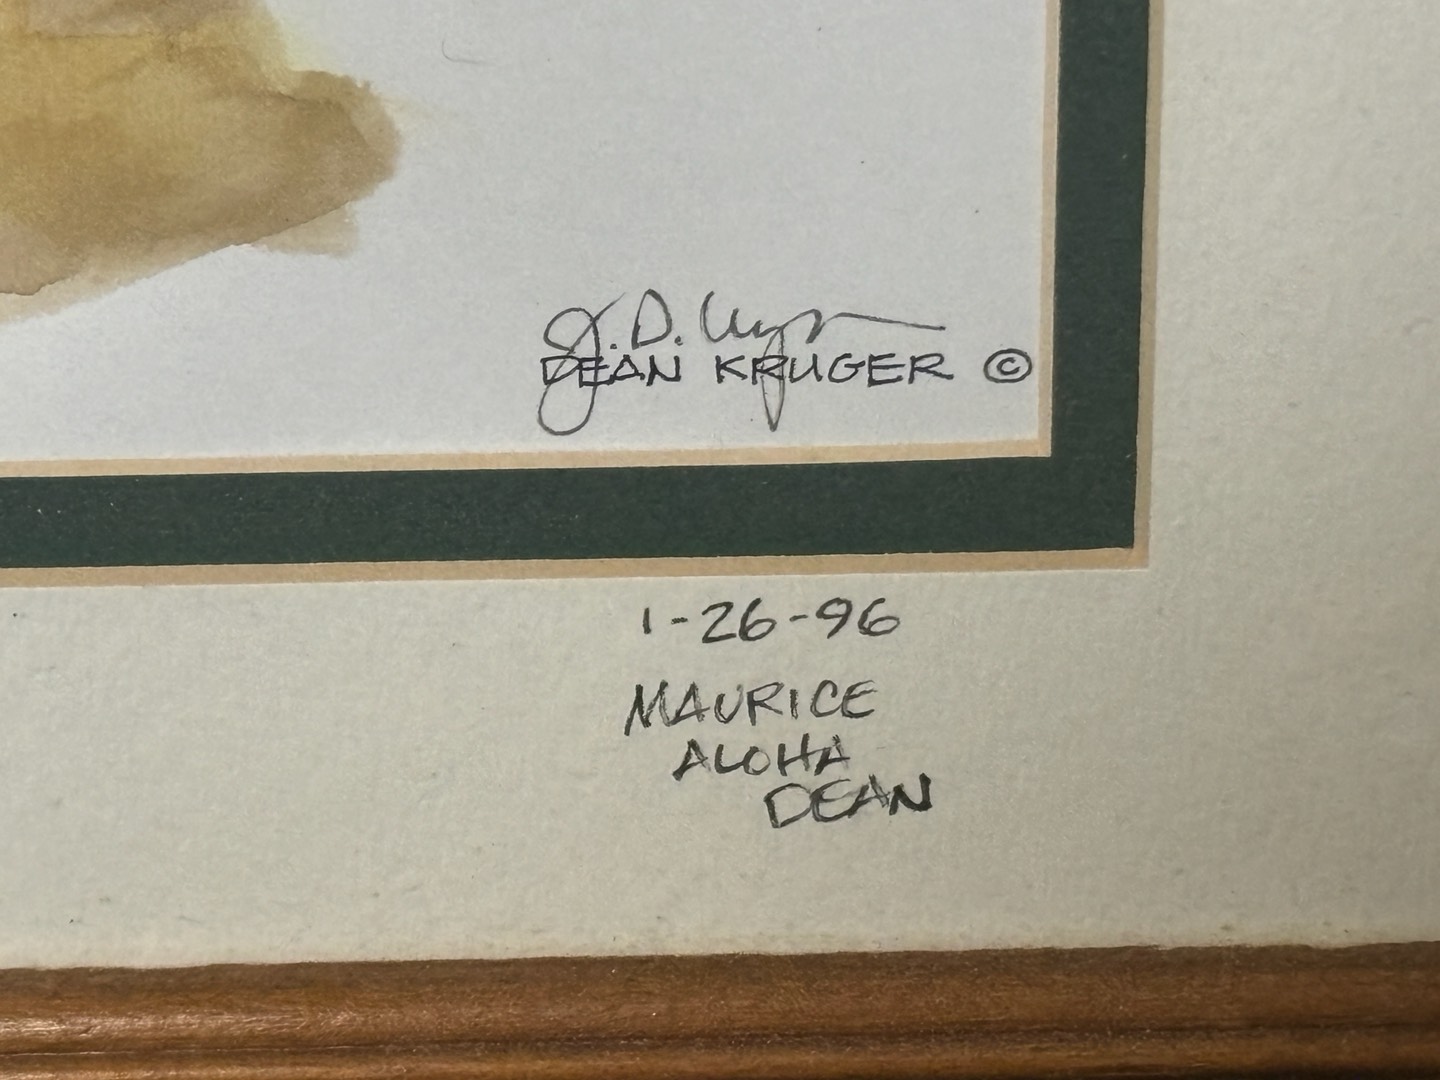 J. D.
DEAN KRUGER ©
1-26-96
MAURICE
ALOHA
DEAN